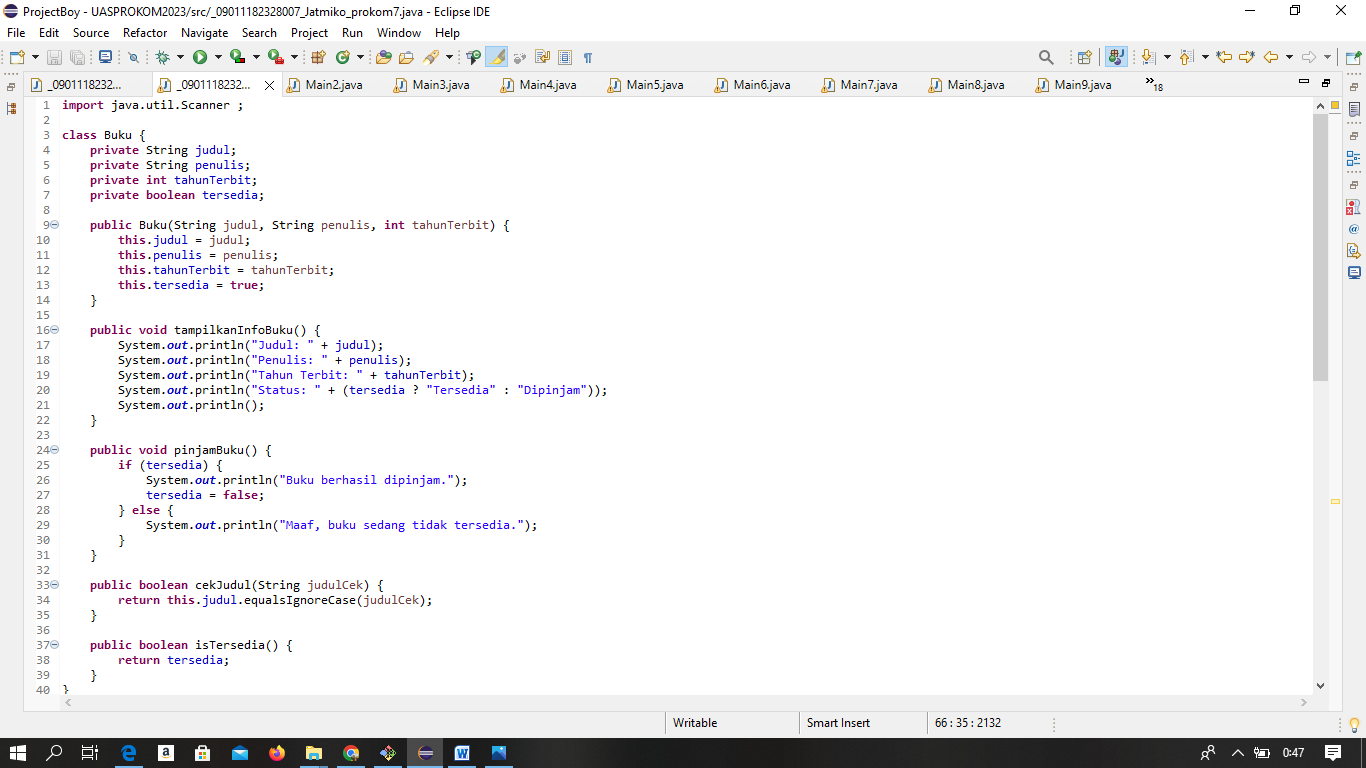 ProjectBoy - UASPROKOM2023/src/_09011182328007_Jatmiko_prokom7.java - Eclipse IDE
File Edit Source Refactor Navigate Search Project Run Window Help
_0901118232... _0901118232... Main2.java Main3.java Main4.java Main5.java Main6.java Main7.java Main8.java Main9.java »18
1 import java.util.Scanner ;
2
3 class Buku {
4     private String judul;
5     private String penulis;
6     private int tahunTerbit;
7     private boolean tersedia;
8
9     public Buku(String judul, String penulis, int tahunTerbit) {
10         this.judul = judul;
11         this.penulis = penulis;
12         this.tahunTerbit = tahunTerbit;
13         this.tersedia = true;
14     }
15
16     public void tampilkanInfoBuku() {
17         System.out.println("Judul: " + judul);
18         System.out.println("Penulis: " + penulis);
19         System.out.println("Tahun Terbit: " + tahunTerbit);
20         System.out.println("Status: " + (tersedia ? "Tersedia" : "Dipinjam"));
21         System.out.println();
22     }
23
24     public void pinjamBuku() {
25         if (tersedia) {
26             System.out.println("Buku berhasil dipinjam.");
27             tersedia = false;
28         } else {
29             System.out.println("Maaf, buku sedang tidak tersedia.");
30         }
31     }
32
33     public boolean cekJudul(String judulCek) {
34         return this.judul.equalsIgnoreCase(judulCek);
35     }
36
37     public boolean isTersedia() {
38         return tersedia;
39     }
40 }
Writable Smart Insert 66 : 35 : 2132
0:47